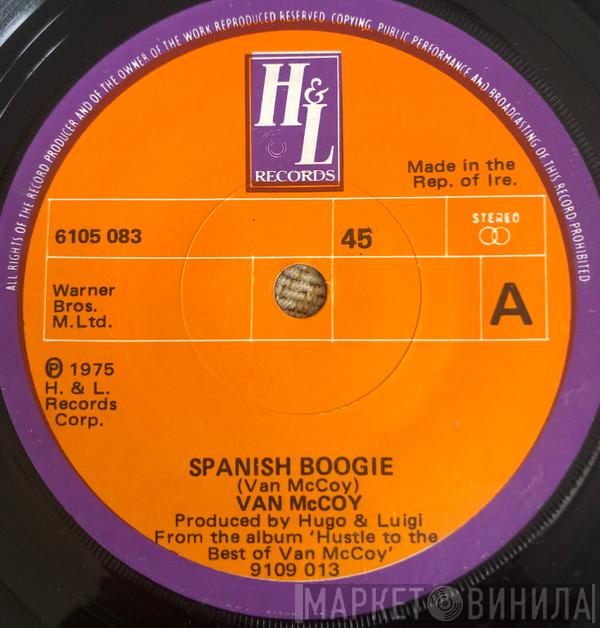 ALL RIGHTS OF THE RECORD PRODUCER AND OF THE OWNER OF THE WORK REPRODUCED RESERVED. COPYING, PUBLIC PERFORMANCE AND BROADCASTING OF THIS RECORD PROHIBITED
H&L
RECORDS
Made in the
Rep. of Ire.
6105 083
45
STEREO
Warner
Bros.
M.Ltd.
A
℗ 1975
H. & L.
Records
Corp.
SPANISH BOOGIE
(Van McCoy)
VAN McCOY
Produced by Hugo & Luigi
From the album 'Hustle to the
Best of Van McCoy'
9109 013
МАРКЕТ ВИНИЛА